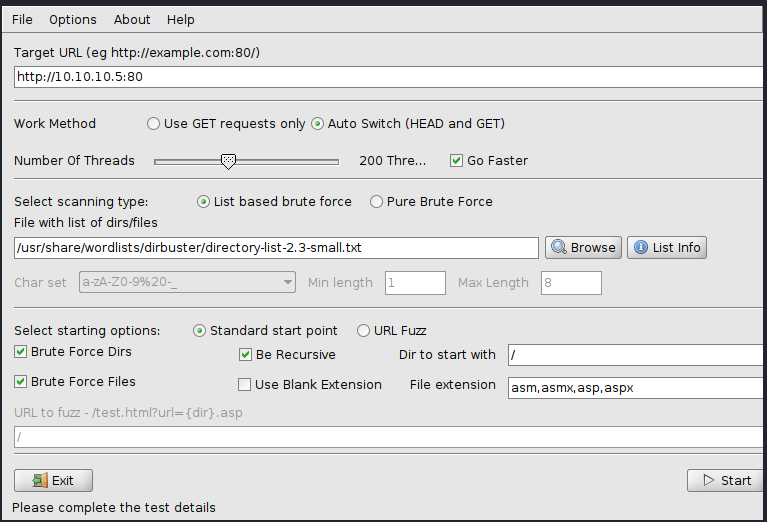 File Options About Help
Target URL (eg http://example.com:80/)
http://10.10.10.5:80
Work Method Use GET requests only Auto Switch (HEAD and GET)
Number Of Threads 200 Thre... Go Faster
Select scanning type: List based brute force Pure Brute Force
File with list of dirs/files
/usr/share/wordlists/dirbuster/directory-list-2.3-small.txt Browse List Info
Char set a-zA-Z0-9%20-_ Min length 1 Max Length 8
Select starting options: Standard start point URL Fuzz
Brute Force Dirs Be Recursive Dir to start with /
Brute Force Files Use Blank Extension File extension asm,asmx,asp,aspx
URL to fuzz - /test.html?url={dir}.asp
/
Exit Start
Please complete the test details